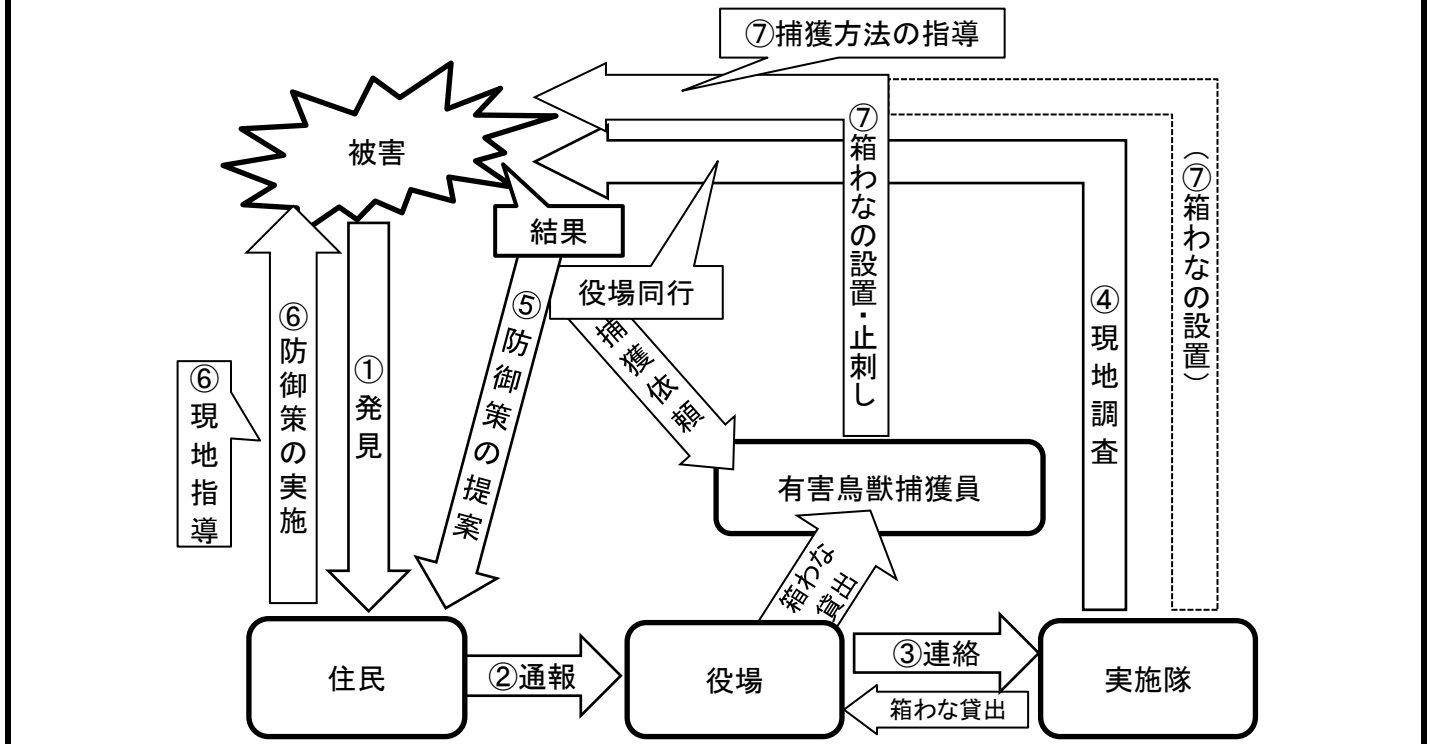 ⑦捕獲方法の指導
被害
⑦箱わなの設置・止刺し
（⑦箱わなの設置）
結果
役場同行
④現地調査
⑥防御策の実施
①発見
⑤防御策の提案
捕獲依頼
⑥現地指導
有害鳥獣捕獲員
箱わな
貸出
住民
②通報
役場
③連絡
箱わな貸出
実施隊